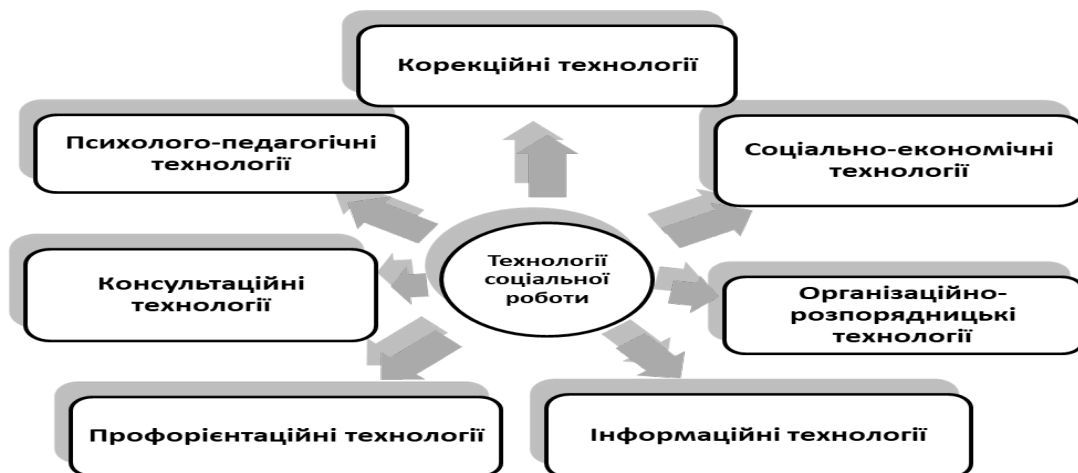 Корекційні технології
Психолого-педагогічні
технології
Соціально-економічні
технології
Технології
соціальної
роботи
Консультаційні
технології
Організаційно-
розпорядницькі
технології
Профорієнтаційні технології
Інформаційні технології